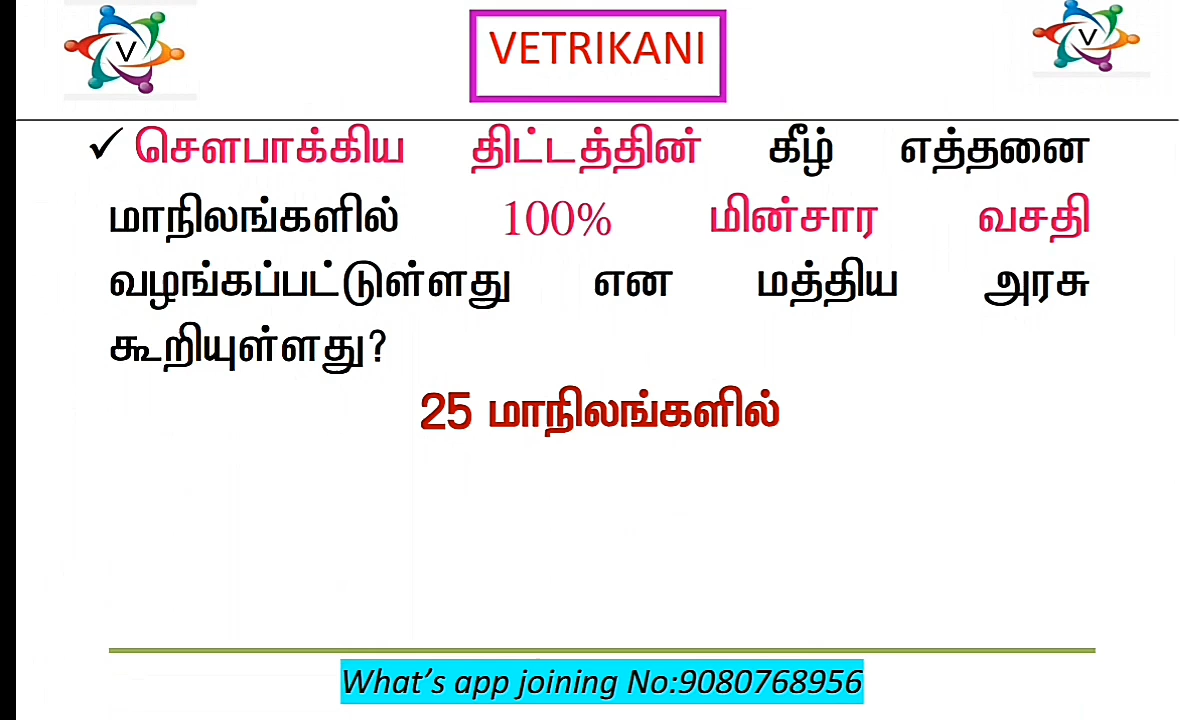 V
VETRIKANI
V
✓ சௌபாக்கிய திட்டத்தின் கீழ் எத்தனை
மாநிலங்களில் 100% மின்சார வசதி
வழங்கப்பட்டுள்ளது என மத்திய அரசு
கூறியுள்ளது?
25 மாநிலங்களில்
What's app joining No:9080768956